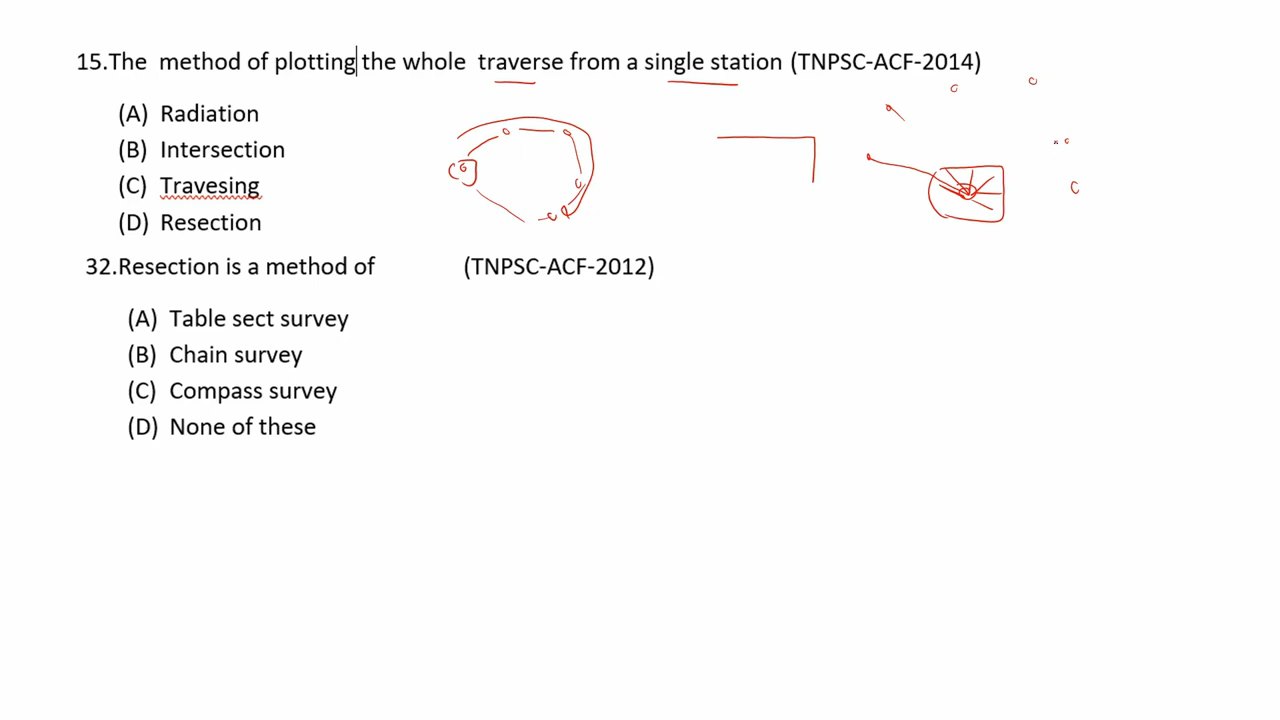 15.The method of plotting the whole traverse from a single station (TNPSC-ACF-2014)
(A) Radiation
(B) Intersection
(C) Travesing
(D) Resection
32.Resection is a method of (TNPSC-ACF-2012)
(A) Table sect survey
(B) Chain survey
(C) Compass survey
(D) None of these